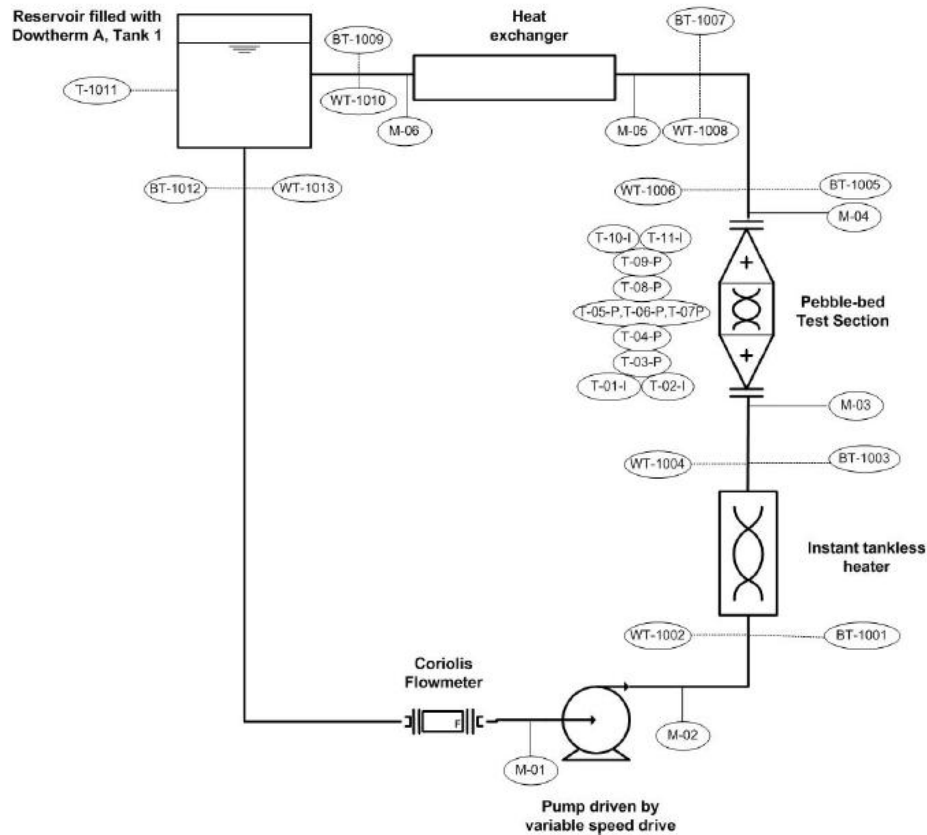 Reservoir filled with
Dowtherm A, Tank 1
Heat
exchanger
BT-1007
BT-1009
T-1011
WT-1010
M-06
M-05
WT-1008
BT-1012
WT-1013
WT-1006
BT-1005
M-04
T-10-I
T-11-I
T-09-P
T-08-P
T-05-P,T-06-P,T-07P
T-04-P
T-03-P
T-01-I
T-02-I
Pebble-bed
Test Section
M-03
WT-1004
BT-1003
Instant tankless
heater
WT-1002
BT-1001
Coriolis
Flowmeter
F
M-02
M-01
Pump driven by
variable speed drive